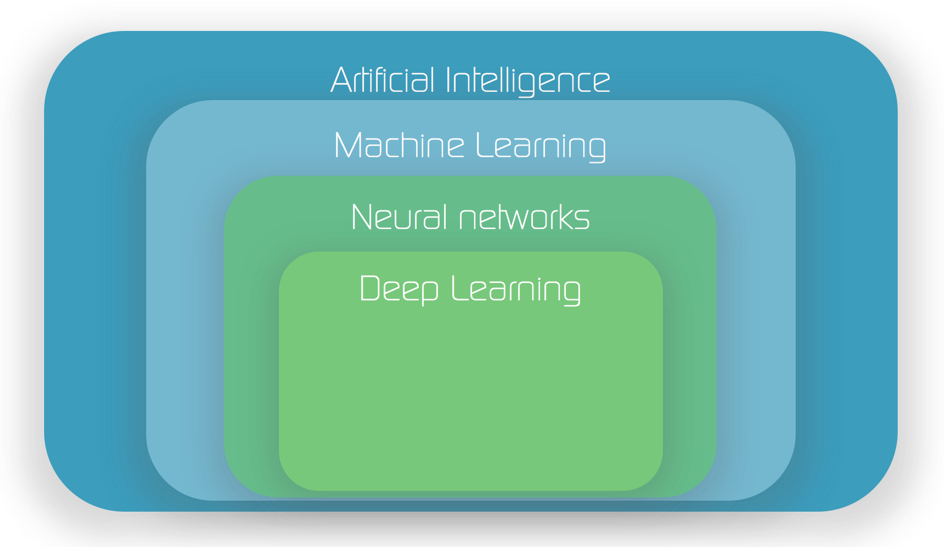 Artificial Intelligence
Machine Learning
Neural networks
Deep Learning